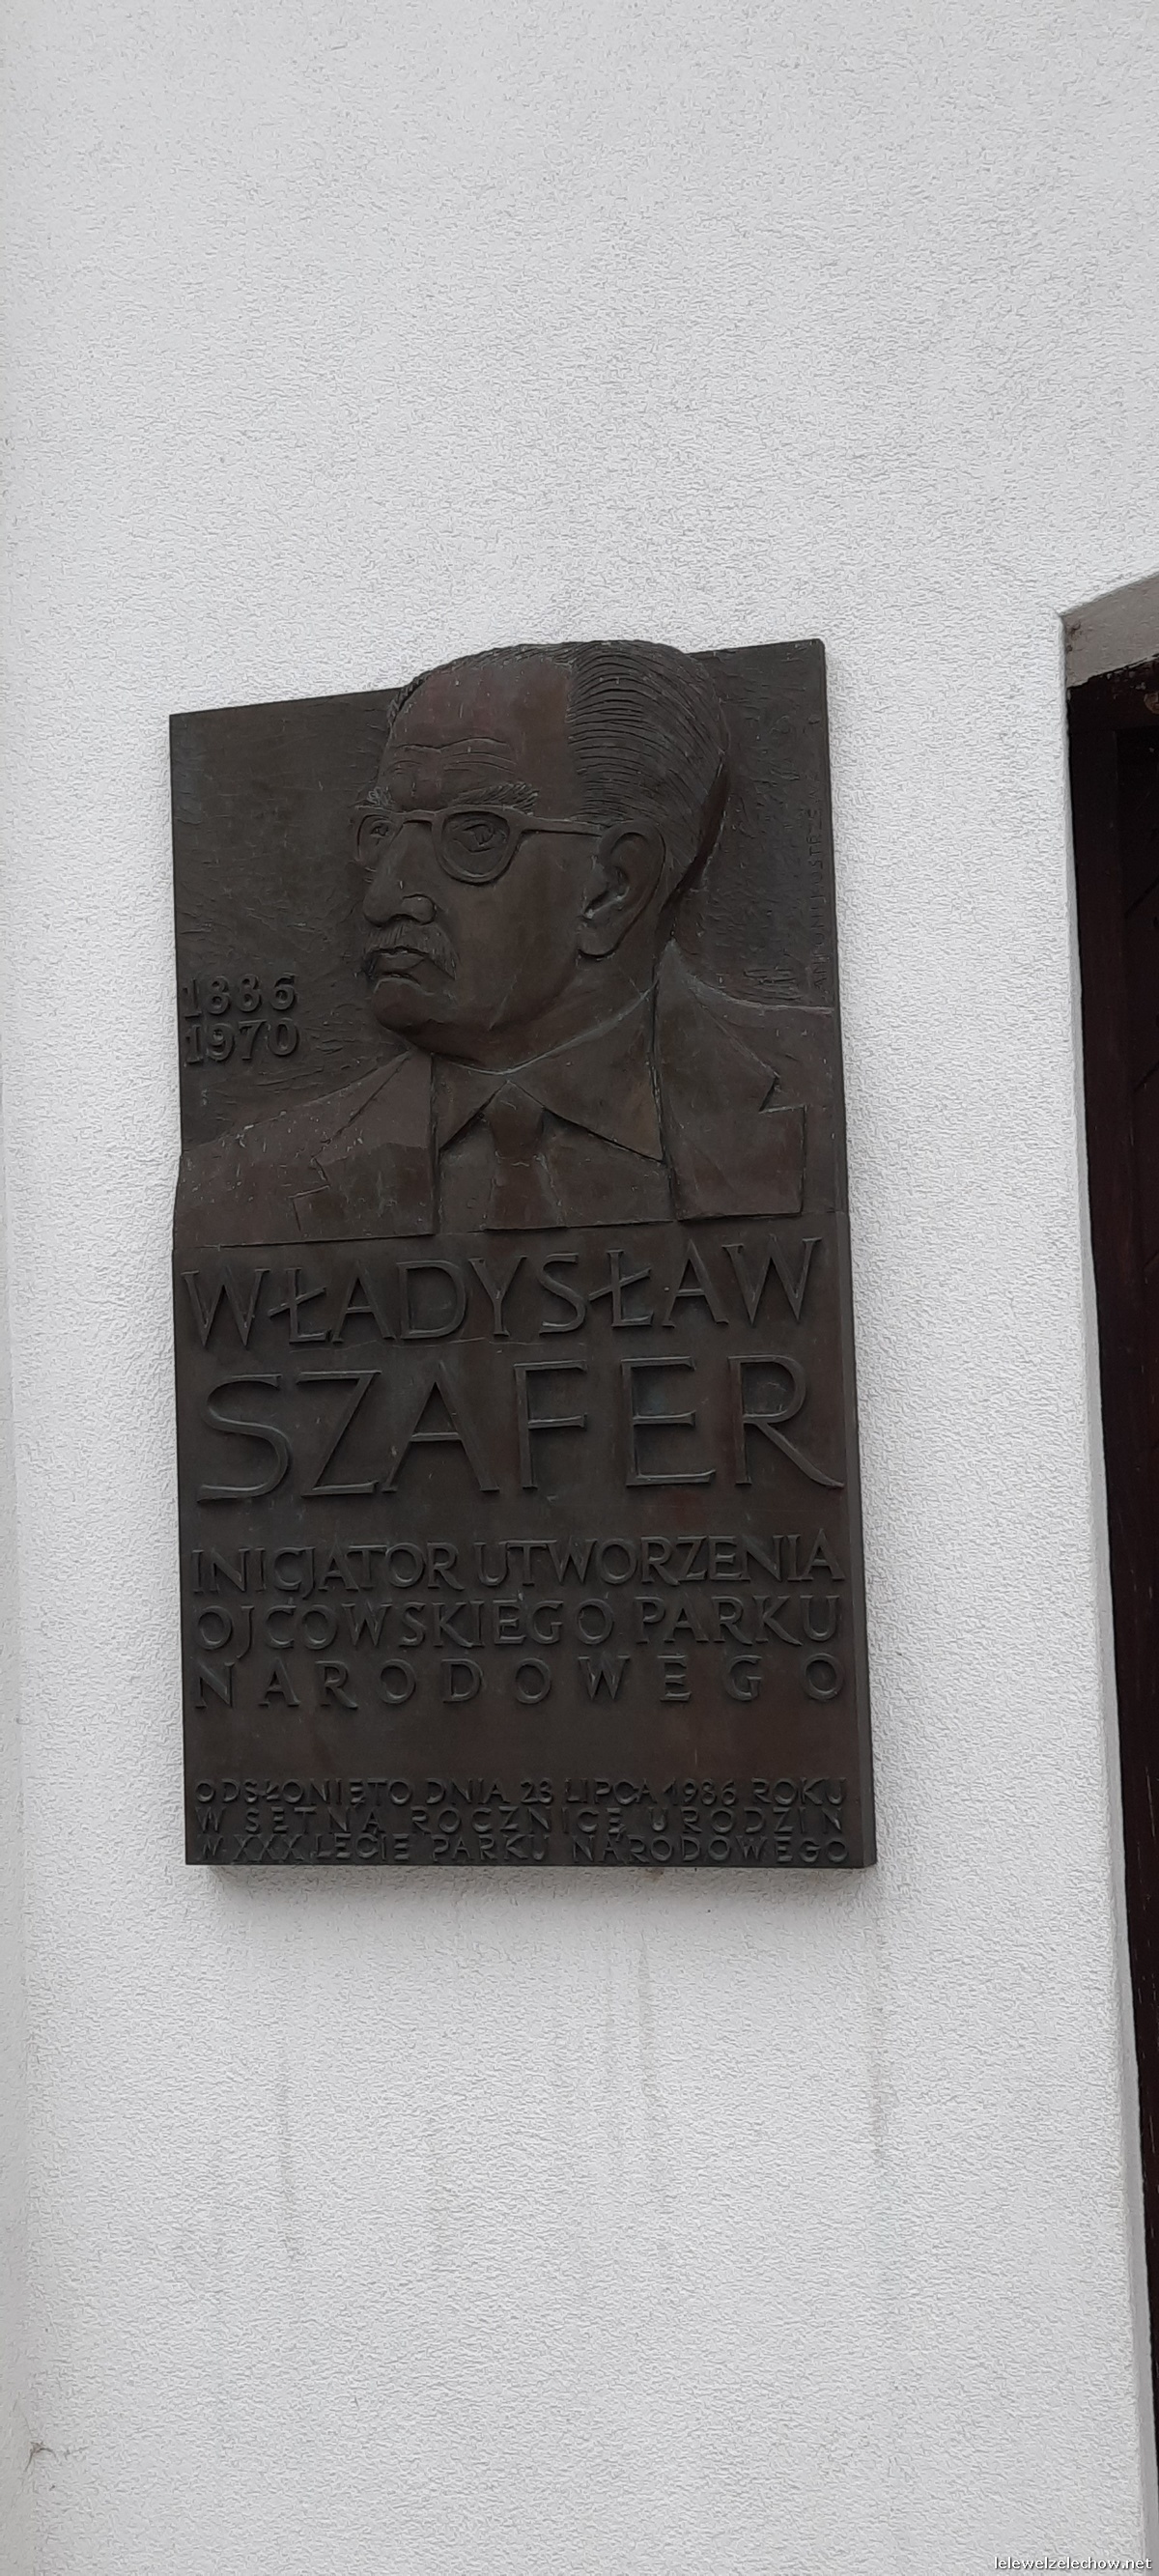 1886
1970
WŁADYSŁAW
SZAFER
INICJATOR UTWORZENIA
OJCOWSKIEGO PARKU
NARODOWEGO
ODSŁONIĘTO DNIA 23 LIPCA 1986 ROKU
W SETNĄ ROCZNICĘ URODZIN
W XXX LECIE PARKU NARODOWEGO
lelewelzelechow.net